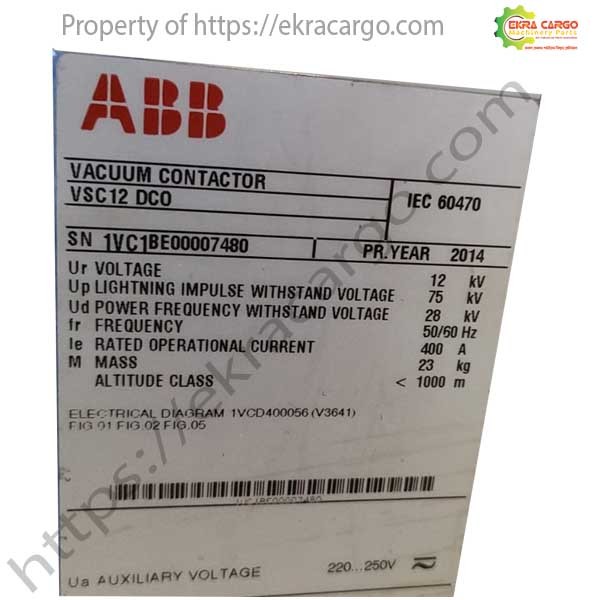 Property of https://ekracargo.com/
EKRA CARGO
Machinery Parts
ABB
VACUUM CONTACTOR
VSC12 DCO
IEC 60470
SN 1VC1BE00007480 PR.YEAR 2014
Ur VOLTAGE 12 kV
Up LIGHTNING IMPULSE WITHSTAND VOLTAGE 75 kV
Ud POWER FREQUENCY WITHSTAND VOLTAGE 28 kV
fr FREQUENCY 50/60 Hz
Ie RATED OPERATIONAL CURRENT 400 A
M MASS 23 kg
ALTITUDE CLASS < 1000 m
ELECTRICAL DIAGRAM 1VCD400056 (V3641)
FIG.01 FIG.02 FIG.05
1VC1BE00007480
Ua AUXILIARY VOLTAGE 220...250V
https://ekracargo.com